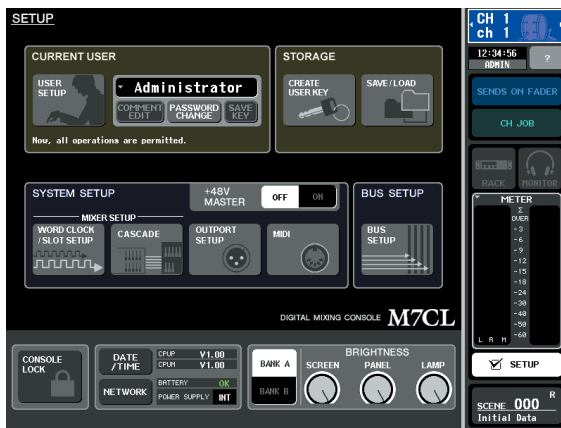 SETUP
CH 1
ch 1
12:34:56
ADMIN
?
CURRENT USER
USER
SETUP
Administrator
COMMENT
EDIT
PASSWORD
CHANGE
SAVE
KEY
Now, all operations are permitted.
STORAGE
CREATE
USER KEY
SAVE/LOAD
SENDS ON FADER
CH JOB
RACK
MONITOR
SYSTEM SETUP
+48V
MASTER
OFF
ON
MIXER SETUP
WORD CLOCK
/SLOT SETUP
CASCADE
OUTPORT
SETUP
MIDI
BUS SETUP
BUS
SETUP
METER
Σ
OVER
-3
-6
-9
-12
-15
-18
-24
-30
-40
-50
-60
L R M
DIGITAL MIXING CONSOLE M7CL
SETUP
CONSOLE
LOCK
DATE
/TIME
CPUP V1.00
CPUM V1.00
NETWORK
BATTERY OK
POWER SUPPLY INT
BANK A
BANK B
BRIGHTNESS
SCREEN
PANEL
LAMP
R
SCENE 000
Initial Data